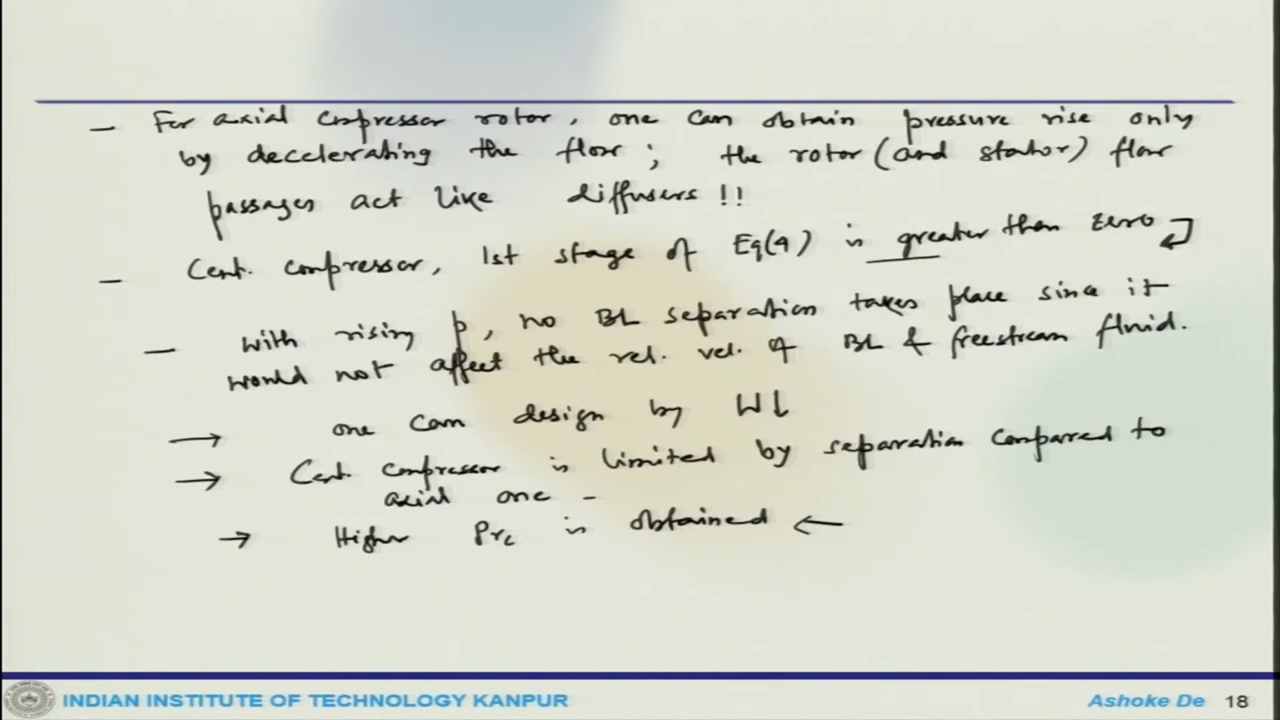 — For axial compressor rotor, one can obtain pressure rise only
by decelerating the flow; the rotor (and stator) flow
passages act like diffusers !!
— Cent. compressor, 1st stage of Eq(9) is greater than zero
— with rising p, no BL separation takes place since it
would not affect the rel. vel. of BL & freestream fluid.
→ one can design by W↓
→ Cent. compressor is limited by separation compared to
axial one -
→ Higher Prc is obtained ←
INDIAN INSTITUTE OF TECHNOLOGY KANPUR
Ashoke De 18